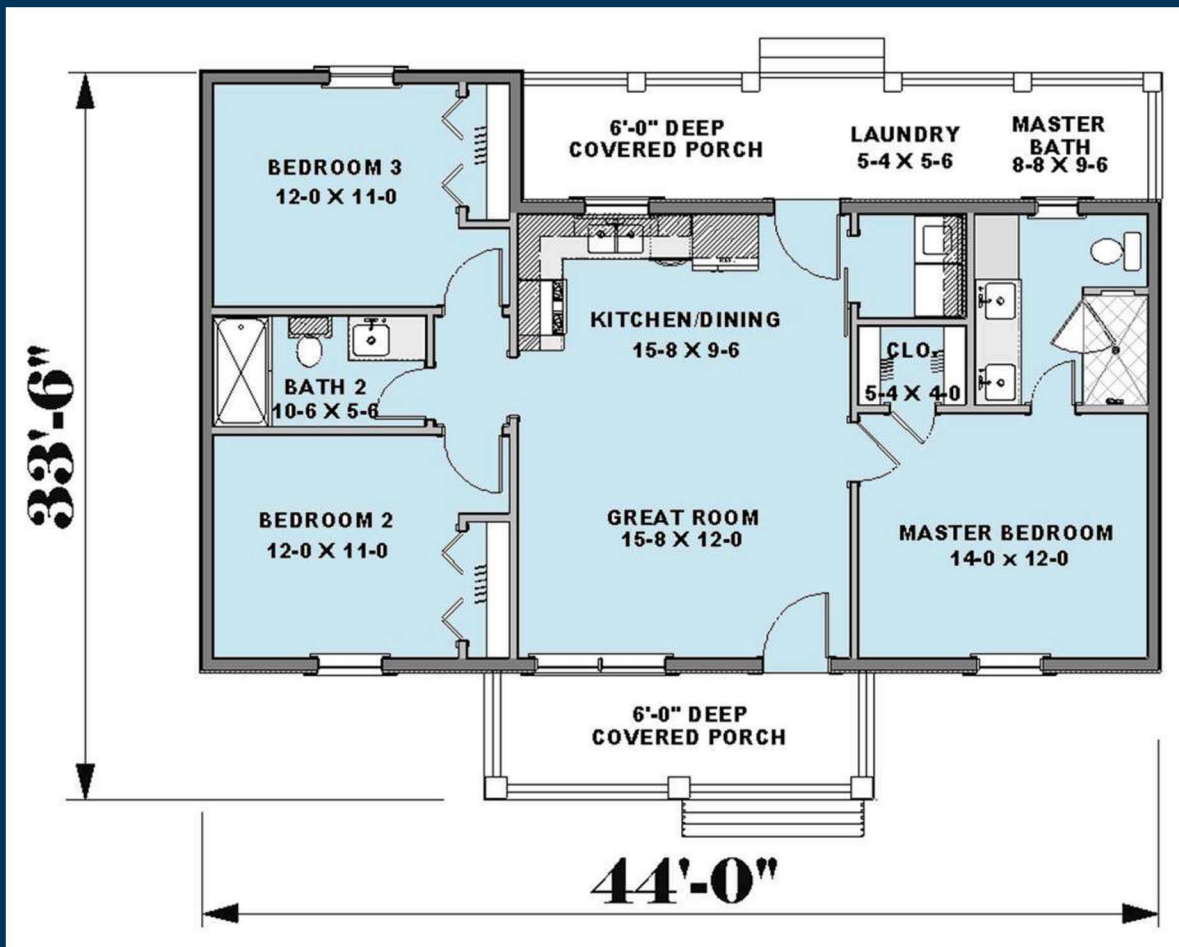 6'-0" DEEP
COVERED PORCH
LAUNDRY
5-4 X 5-6
MASTER
BATH
8-8 X 9-6
BEDROOM 3
12-0 X 11-0
KITCHEN/DINING
15-8 X 9-6
CLO.
5-4 X 4-0
BATH 2
10-6 X 5-6
33'-6"
BEDROOM 2
12-0 X 11-0
GREAT ROOM
15-8 X 12-0
MASTER BEDROOM
14-0 X 12-0
6'-0" DEEP
COVERED PORCH
44'-0"